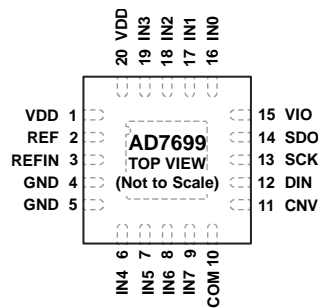 20 VDD
19 IN3
18 IN2
17 IN1
16 IN0
VDD 1
REF 2
REFIN 3
GND 4
GND 5
AD7699
TOP VIEW
(Not to Scale)
15 VIO
14 SDO
13 SCK
12 DIN
11 CNV
IN4 6
IN5 7
IN6 8
IN7 9
COM 10